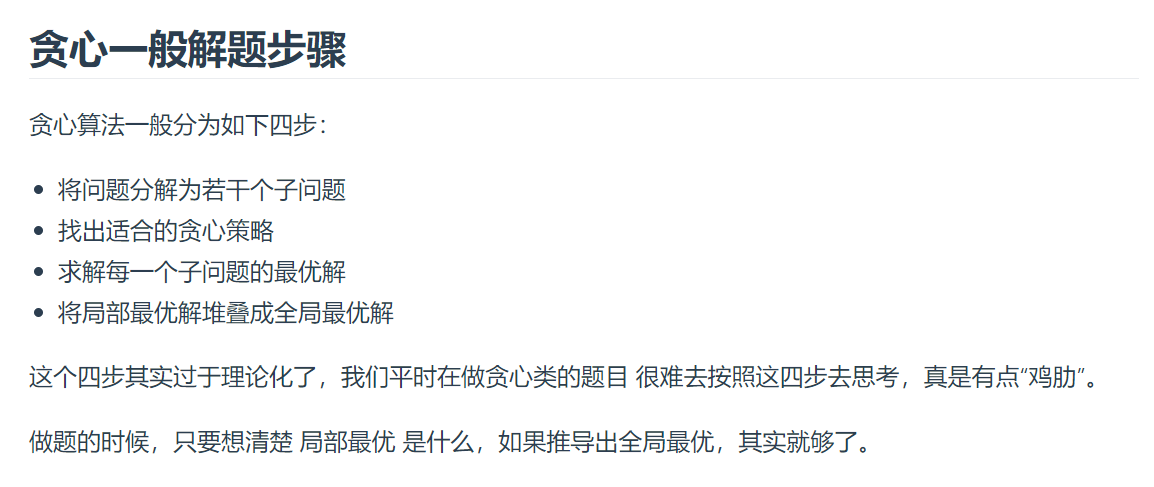 贪心一般解题步骤
贪心算法一般分为如下四步：
将问题分解为若干个子问题
找出适合的贪心策略
求解每一个子问题的最优解
将局部最优解堆叠成全局最优解
这个四步其实过于理论化了，我们平时在做贪心类的题目 很难去按照这四步去思考，真是有点“鸡肋”。
做题的时候，只要想清楚 局部最优 是什么，如果推导出全局最优，其实就够了。